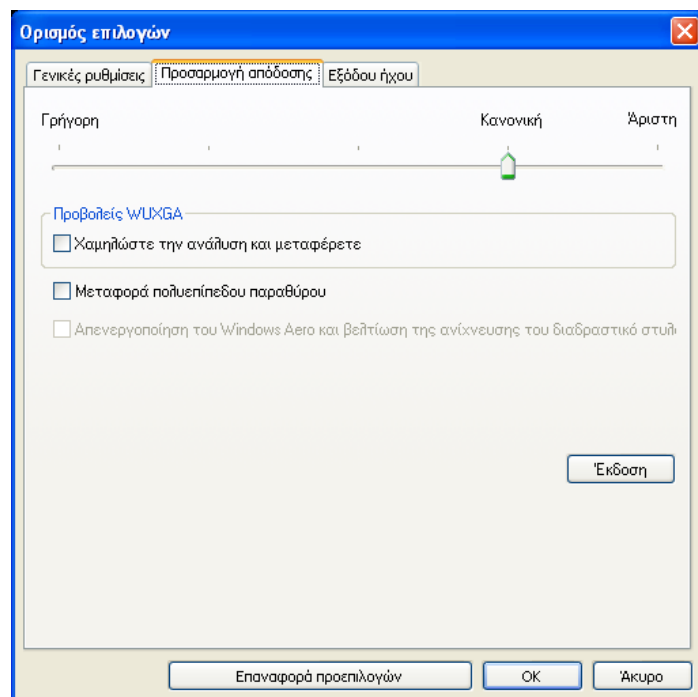 Ορισμός επιλογών
Γενικές ρυθμίσεις Προσαρμογή απόδοσης Εξόδου ήχου
Γρήγορη Κανονική Άριστη
Προβολείς WUXGA
Χαμηλώστε την ανάλυση και μεταφέρετε
Μεταφορά πολυεπίπεδου παραθύρου
Απενεργοποίηση του Windows Aero και βελτίωση της ανίχνευσης του διαδραστικό στυλ
Έκδοση
Επαναφορά προεπιλογών OK Άκυρο